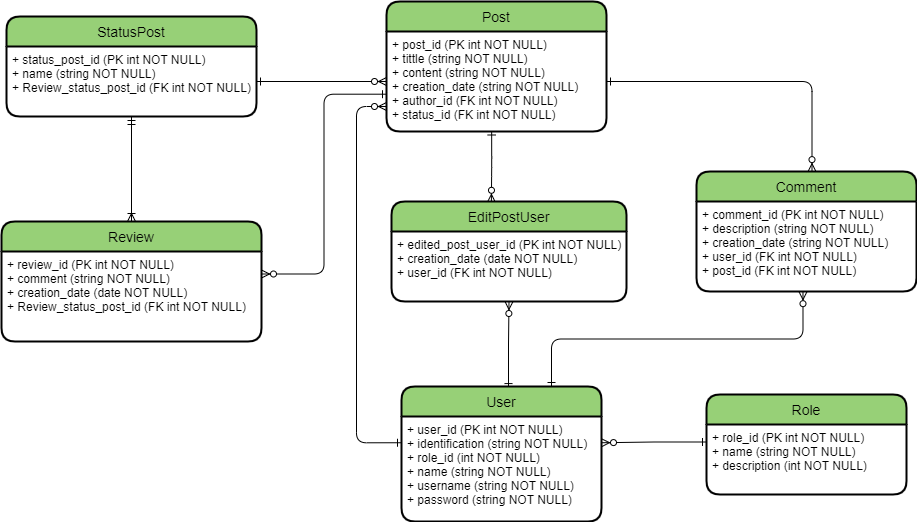 StatusPost
+ status_post_id (PK int NOT NULL)
+ name (string NOT NULL)
+ Review_status_post_id (FK int NOT NULL)
Post
+ post_id (PK int NOT NULL)
+ tittle (string NOT NULL)
+ content (string NOT NULL)
+ creation_date (string NOT NULL)
+ author_id (FK int NOT NULL)
+ status_id (FK int NOT NULL)
Comment
+ comment_id (PK int NOT NULL)
+ description (string NOT NULL)
+ creation_date (string NOT NULL)
+ user_id (FK int NOT NULL)
+ post_id (FK int NOT NULL)
EditPostUser
+ edited_post_user_id (PK int NOT NULL)
+ creation_date (date NOT NULL)
+ user_id (FK int NOT NULL)
Review
+ review_id (PK int NOT NULL)
+ comment (string NOT NULL)
+ creation_date (date NOT NULL)
+ Review_status_post_id (FK int NOT NULL)
User
+ user_id (PK int NOT NULL)
+ identification (string NOT NULL)
+ role_id (int NOT NULL)
+ name (string NOT NULL)
+ username (string NOT NULL)
+ password (string NOT NULL)
Role
+ role_id (PK int NOT NULL)
+ name (string NOT NULL)
+ description (int NOT NULL)